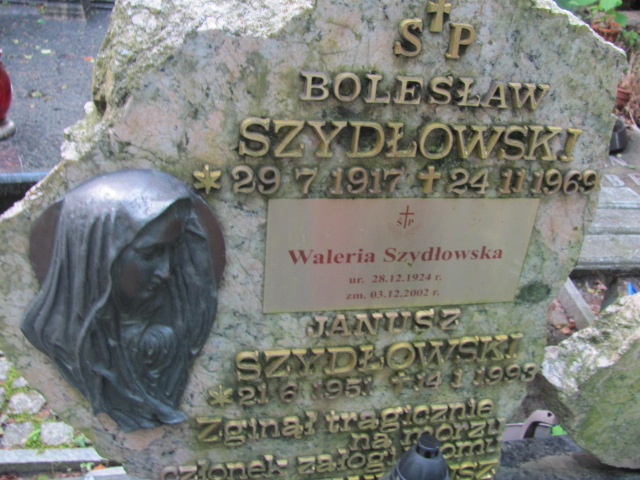 Ś P
BOLESŁAW
SZYDŁOWSKI
* 29 7 1917 † 24 11 1969
Ś P
Waleria Szydłowska
ur. 28.12.1924 r.
zm. 03.12.2002 r.
JANUSZ
SZYDŁOWSKI
* 21 6 1951 † 14 1 1993
Zginął tragicznie
na morzu
członek załogi promu